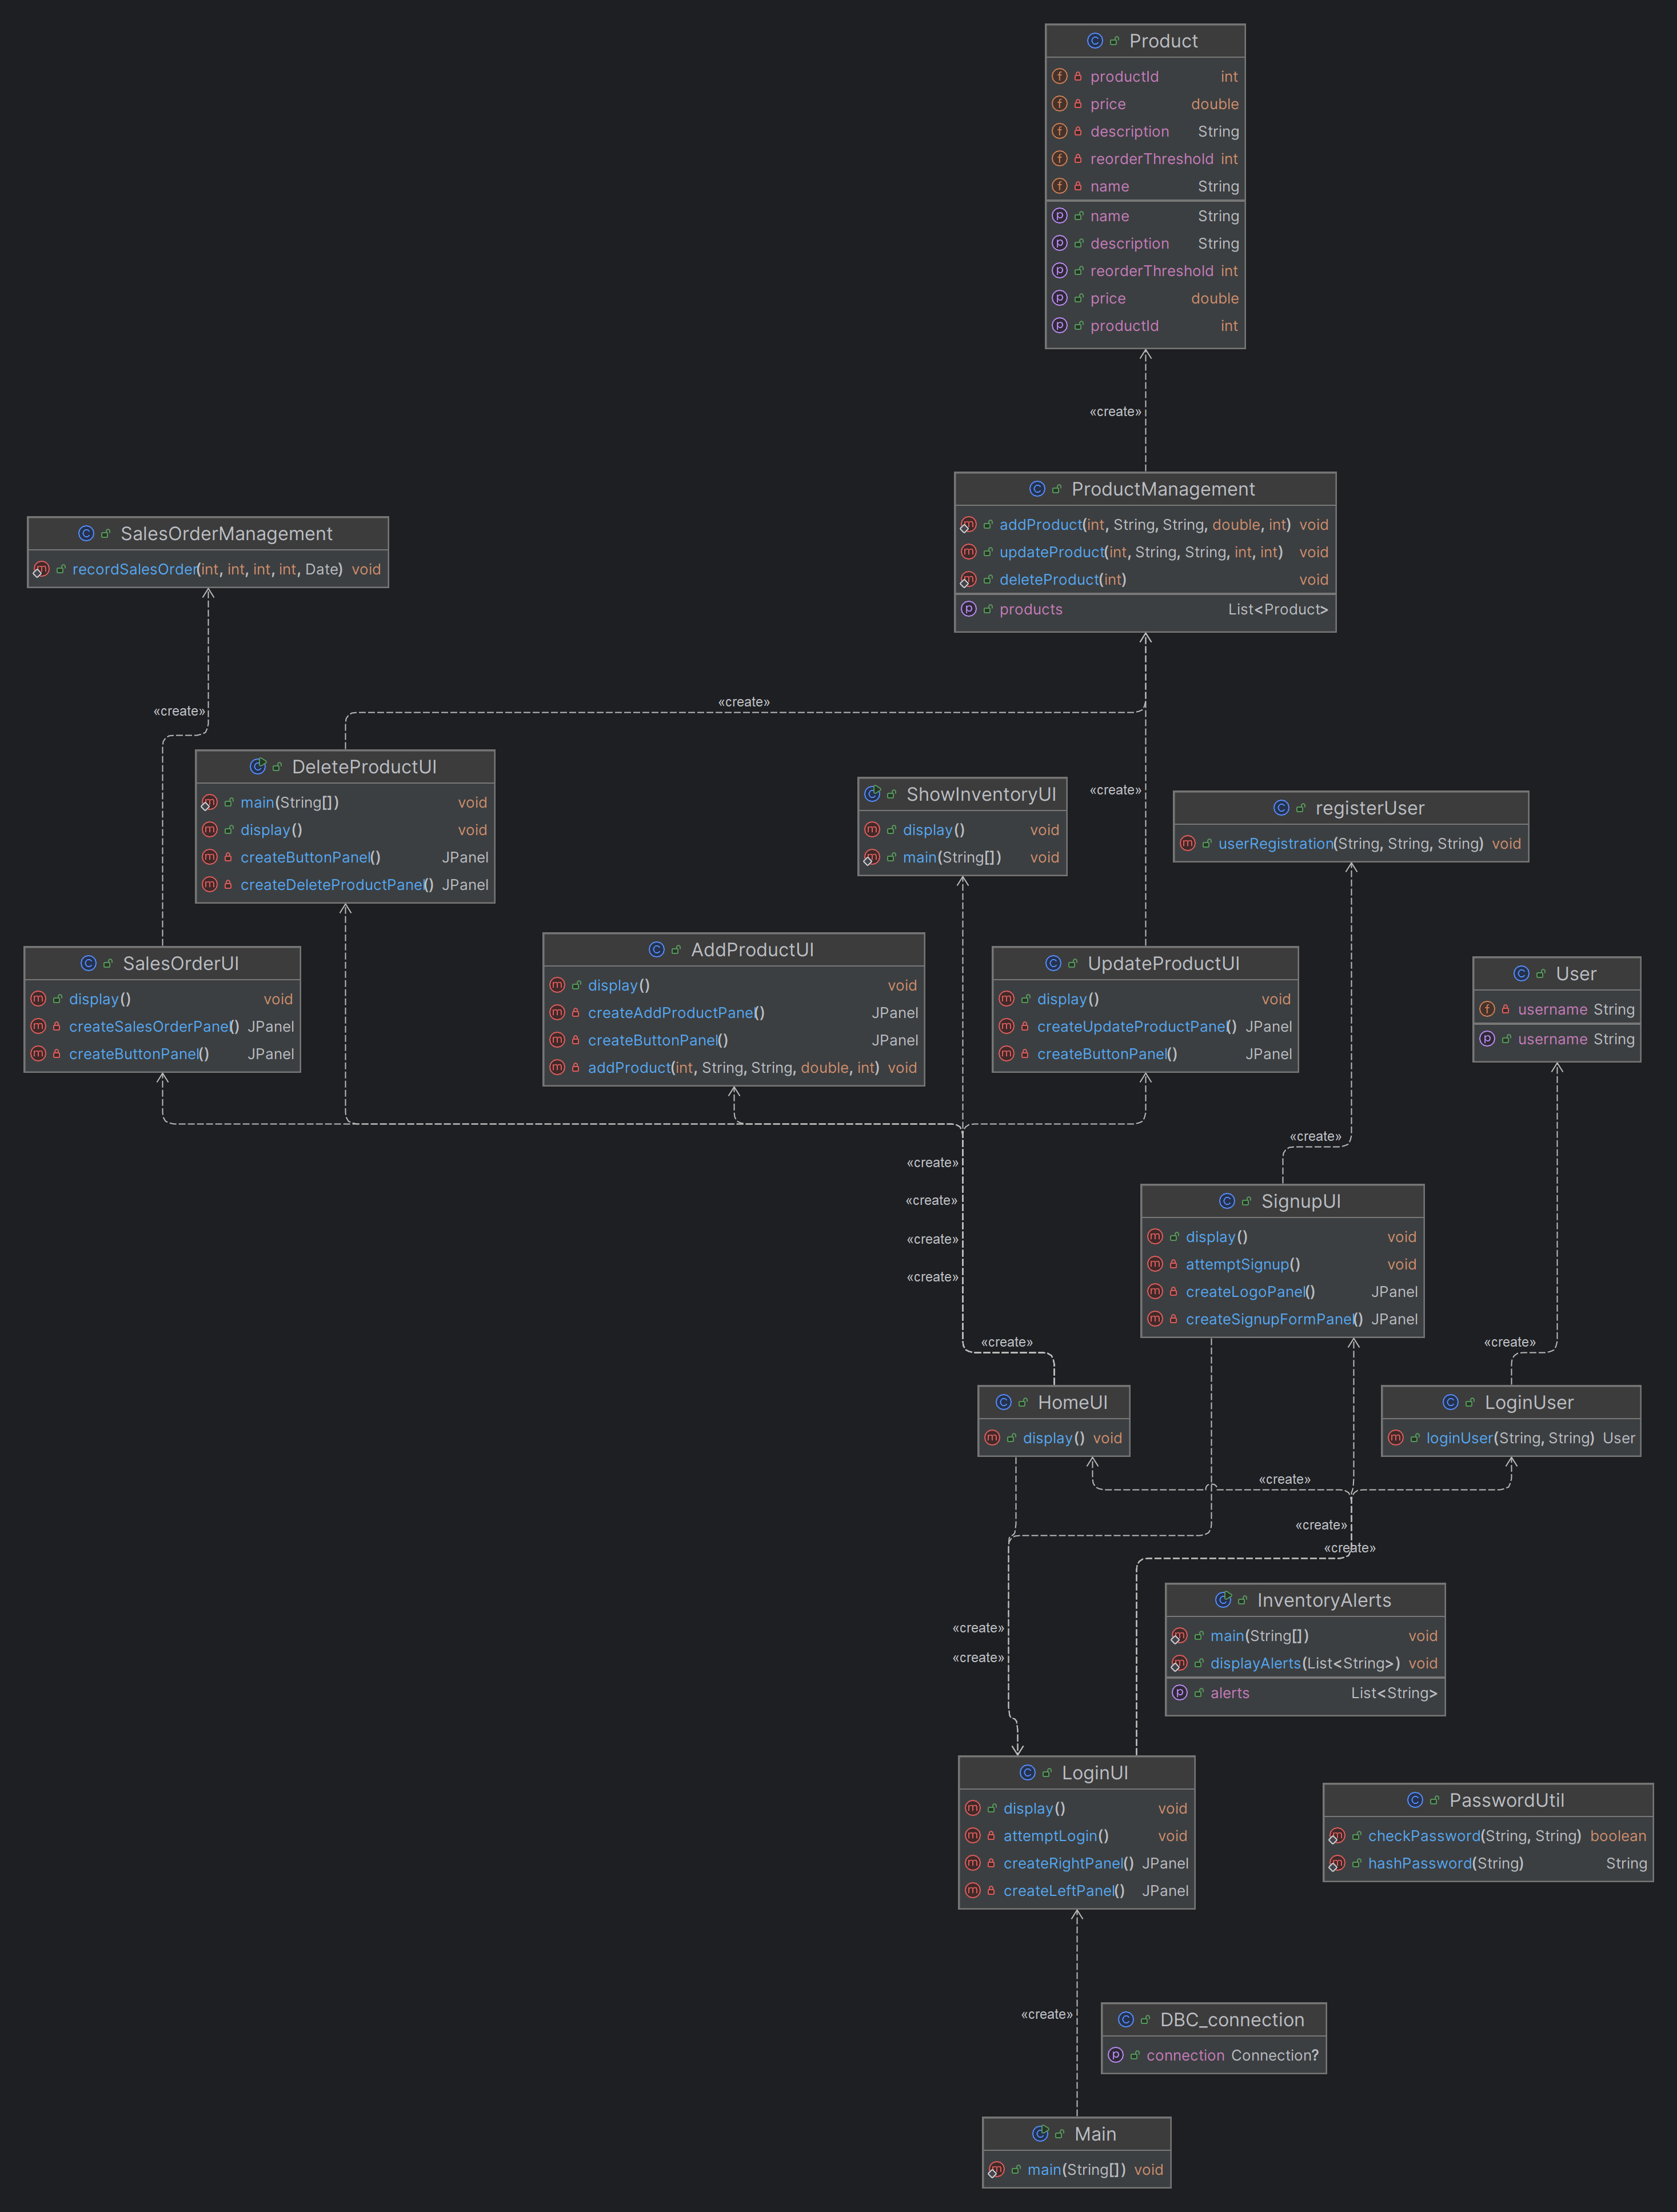 Product
productId int
price double
description String
reorderThreshold int
name String
name String
description String
reorderThreshold int
price double
productId int
«create»
ProductManagement
addProduct(int, String, String, double, int) void
updateProduct(int, String, String, int, int) void
deleteProduct(int) void
products List<Product>
SalesOrderManagement
recordSalesOrder(int, int, int, int, Date) void
«create»
«create»
«create»
DeleteProductUI
main(String[]) void
display() void
createButtonPanel() JPanel
createDeleteProductPanel() JPanel
ShowInventoryUI
display() void
main(String[]) void
registerUser
userRegistration(String, String, String) void
SalesOrderUI
display() void
createSalesOrderPanel() JPanel
createButtonPanel() JPanel
AddProductUI
display() void
createAddProductPanel() JPanel
createButtonPanel() JPanel
addProduct(int, String, String, double, int) void
UpdateProductUI
display() void
createUpdateProductPanel() JPanel
createButtonPanel() JPanel
User
username String
username String
«create»
«create»
«create»
«create»
«create»
SignupUI
display() void
attemptSignup() void
createLogoPanel() JPanel
createSignupFormPanel() JPanel
«create»
«create»
HomeUI
display() void
LoginUser
loginUser(String, String) User
«create»
«create»
«create»
InventoryAlerts
main(String[]) void
displayAlerts(List<String>) void
alerts List<String>
«create»
«create»
LoginUI
display() void
attemptLogin() void
createRightPanel() JPanel
createLeftPanel() JPanel
PasswordUtil
checkPassword(String, String) boolean
hashPassword(String) String
«create»
DBC_connection
connection Connection?
Main
main(String[]) void